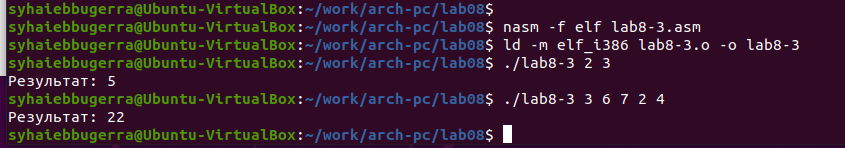 syhaiebbugerra@Ubuntu-VirtualBox:~/work/arch-pc/lab08$
syhaiebbugerra@Ubuntu-VirtualBox:~/work/arch-pc/lab08$ nasm -f elf lab8-3.asm
syhaiebbugerra@Ubuntu-VirtualBox:~/work/arch-pc/lab08$ ld -m elf_i386 lab8-3.o -o lab8-3
syhaiebbugerra@Ubuntu-VirtualBox:~/work/arch-pc/lab08$ ./lab8-3 2 3
Результат: 5
syhaiebbugerra@Ubuntu-VirtualBox:~/work/arch-pc/lab08$ ./lab8-3 3 6 7 2 4
Результат: 22
syhaiebbugerra@Ubuntu-VirtualBox:~/work/arch-pc/lab08$